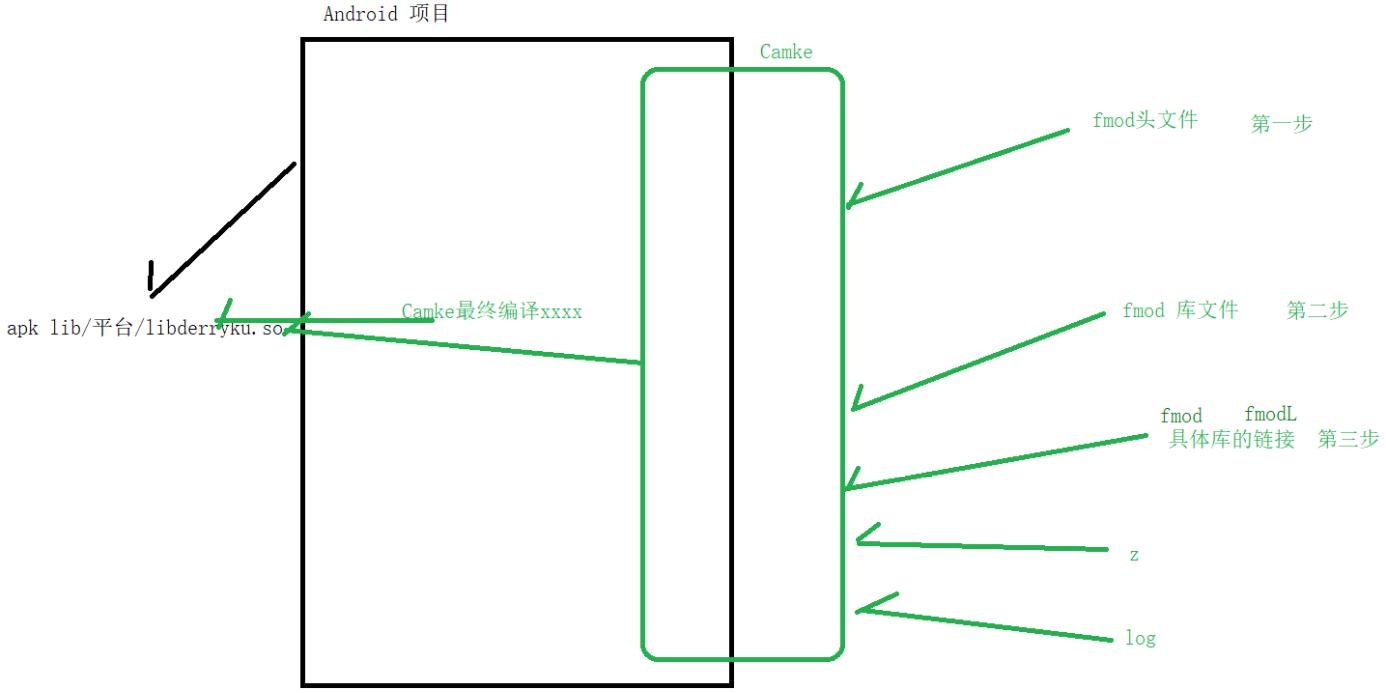 Android 项目
Camke
fmod头文件 第一步
Camke最终编译xxxx
fmod 库文件 第二步
apk lib/平台/libderryku.so
fmod fmodL
具体库的链接 第三步
z
log